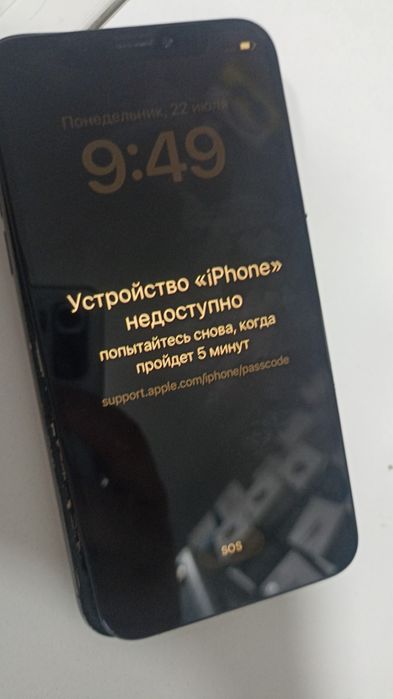 Понедельник, 22 июля
9:49
Устройство «iPhone»
недоступно
попытайтесь снова, когда
пройдет 5 минут
support.apple.com/iphone/passcode
SOS